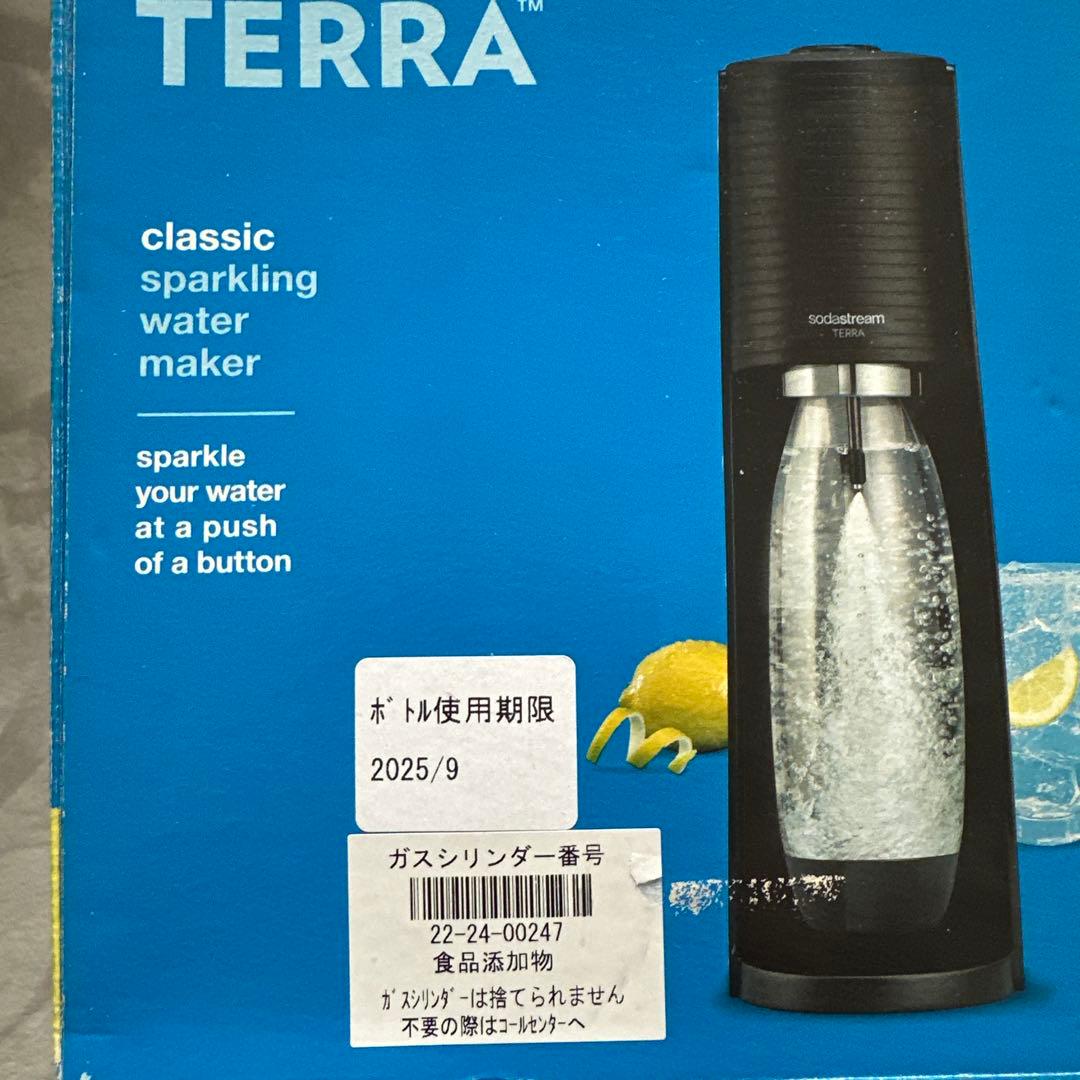 TERRA™
classic
sparkling
water
maker
sparkle
your water
at a push
of a button
sodastream
TERRA
ﾎﾞﾄﾙ使用期限
2025/9
ガスシリンダー番号
22-24-00247
食品添加物
ｶﾞｽｼﾘﾝﾀﾞｰは捨てられません
不要の際はｺｰﾙｾﾝﾀｰへ